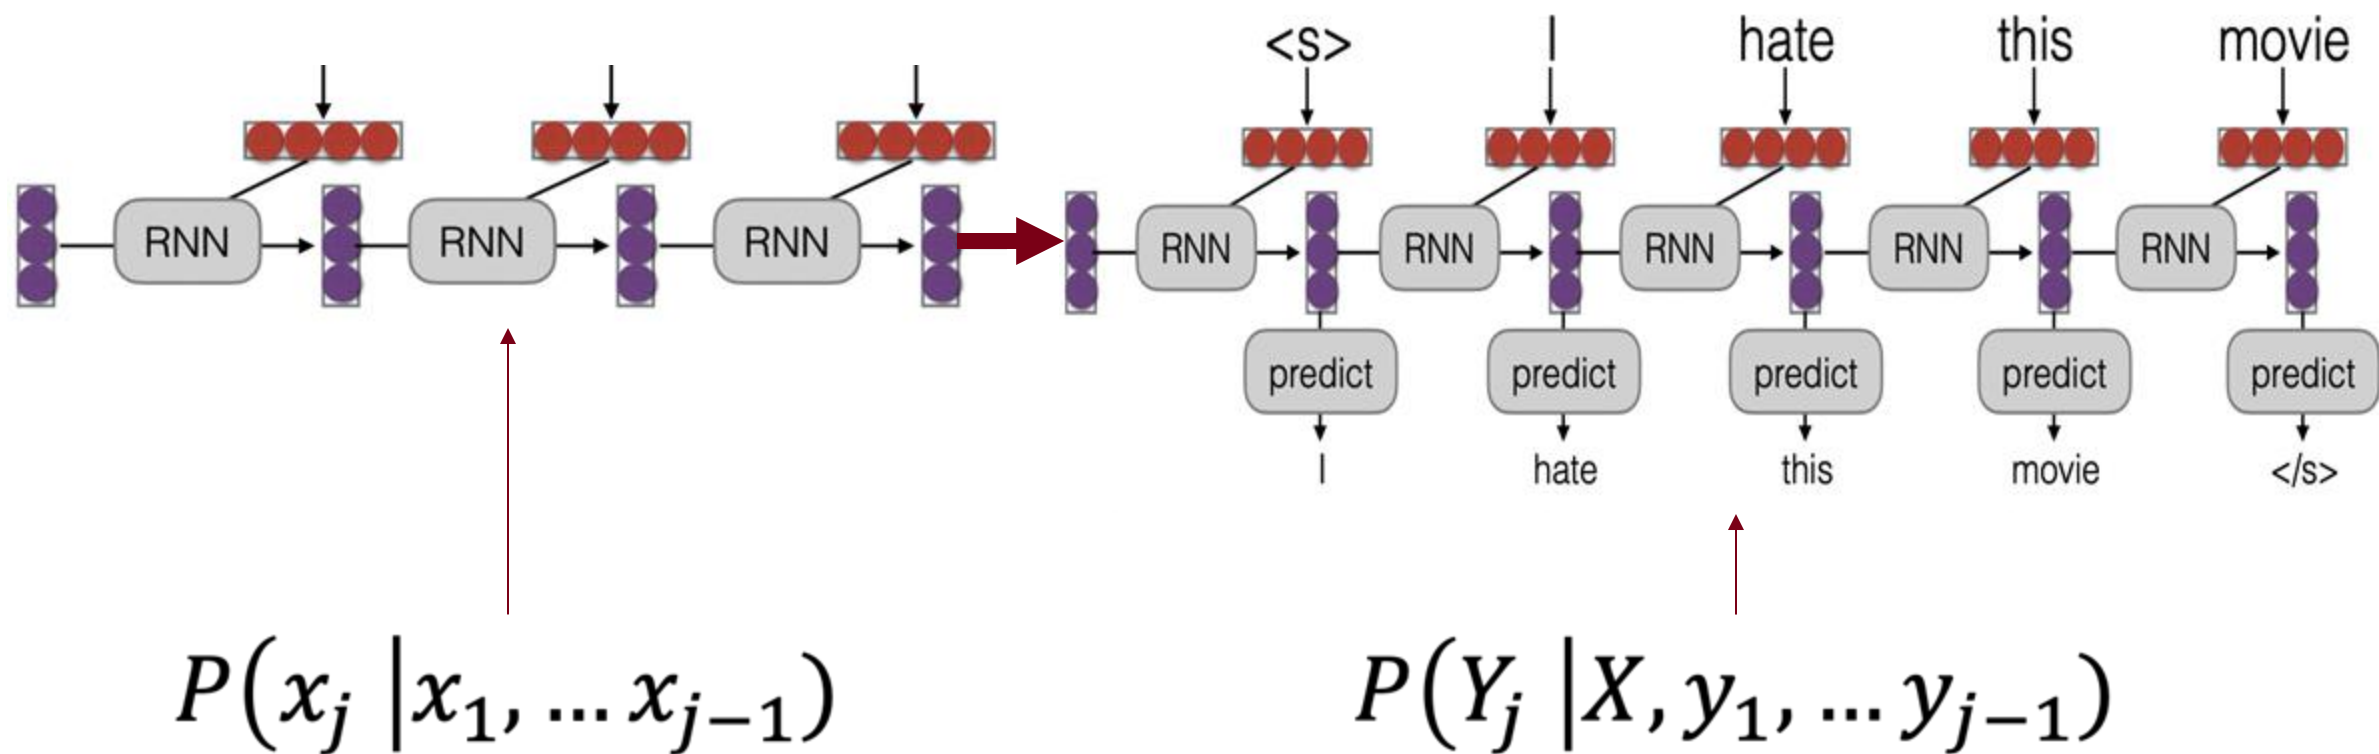 <s> I hate this movie
RNN RNN RNN RNN RNN RNN RNN RNN
predict predict predict predict predict
I hate this movie </s>
P(x_j | x_1, … x_{j−1}) P(Y_j | X, y_1, … y_{j−1})